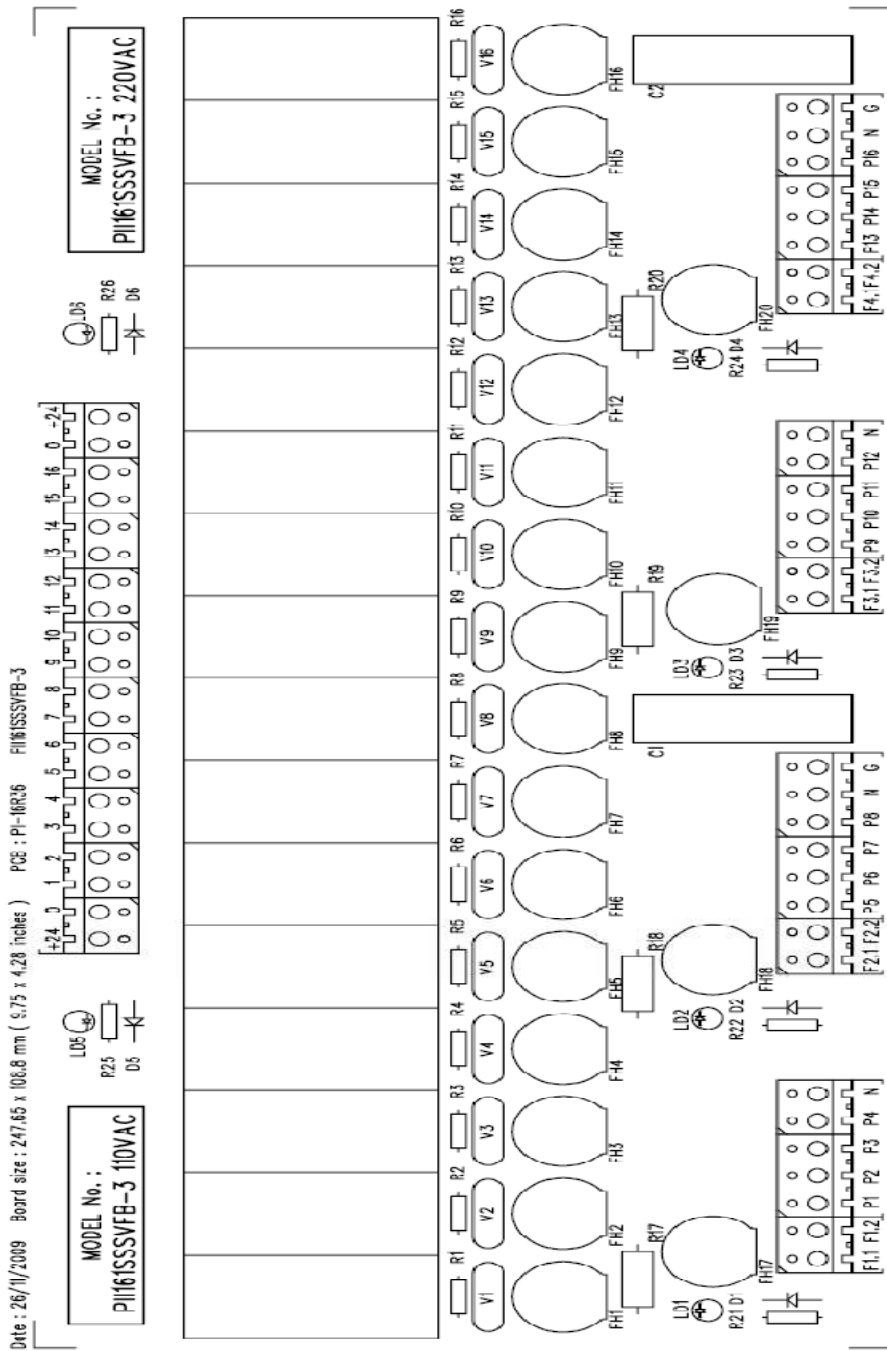 Date : 26/11/2009 Board size : 247.65 x 108.8 mm ( 9.75 x 4.28 inches ) PCB : PI-16R36 PI1161SSSVFB-3
+24 0 1 2 3 4 5 6 7 8 9 10 11 12 13 14 15 16 0 +24
MODEL No. :
PI1161SSSVFB-3 110VAC
LD5
R25
D5
LD6
R26
D6
MODEL No. :
PI1161SSSVFB-3 220VAC
R1 R2 R3 R4 R5 R6 R7 R8 R9 R10 R11 R12 R13 R14 R15 R16
V1 V2 V3 V4 V5 V6 V7 V8 V9 V10 V11 V12 V13 V14 V15 V16
FH1 FH2 FH3 FH4 FH5 FH6 FH7 FH8 FH9 FH10 FH11 FH12 FH13 FH14 FH15 FH16
R17 R18 C1 R19 R20 C2
LD1 FH17 LD2 FH18 LD3 FH19 LD4 FH20
R21 D1 R22 D2 R23 D3 R24 D4
F1.1 F1.2 P1 P2 P3 P4 N
F2.1 F2.2 P5 P6 P7 P8 N G
F3.1 F3.2 P9 P10 P11 P12 N
F4.1 F4.2 F13 P14 P15 P16 N G